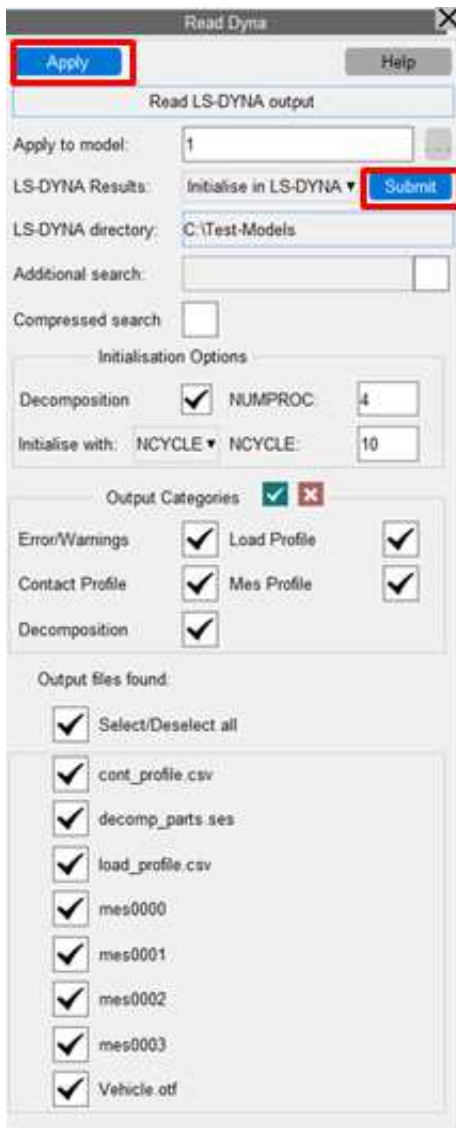 Read Dyna
Apply Help
Read LS-DYNA output
Apply to model: 1 ...
LS-DYNA Results: Initialise in LS-DYNA Submit
LS-DYNA directory: C:\Test-Models
Additional search:
Compressed search
Initialisation Options
Decomposition NUMPROC: 4
Initialise with: NCYCLE NCYCLE: 10
Output Categories
Error/Warnings Load Profile
Contact Profile Mes Profile
Decomposition
Output files found:
Select/Deselect all
cont_profile.csv
decomp_parts.ses
load_profile.csv
mes0000
mes0001
mes0002
mes0003
Vehicle.otf